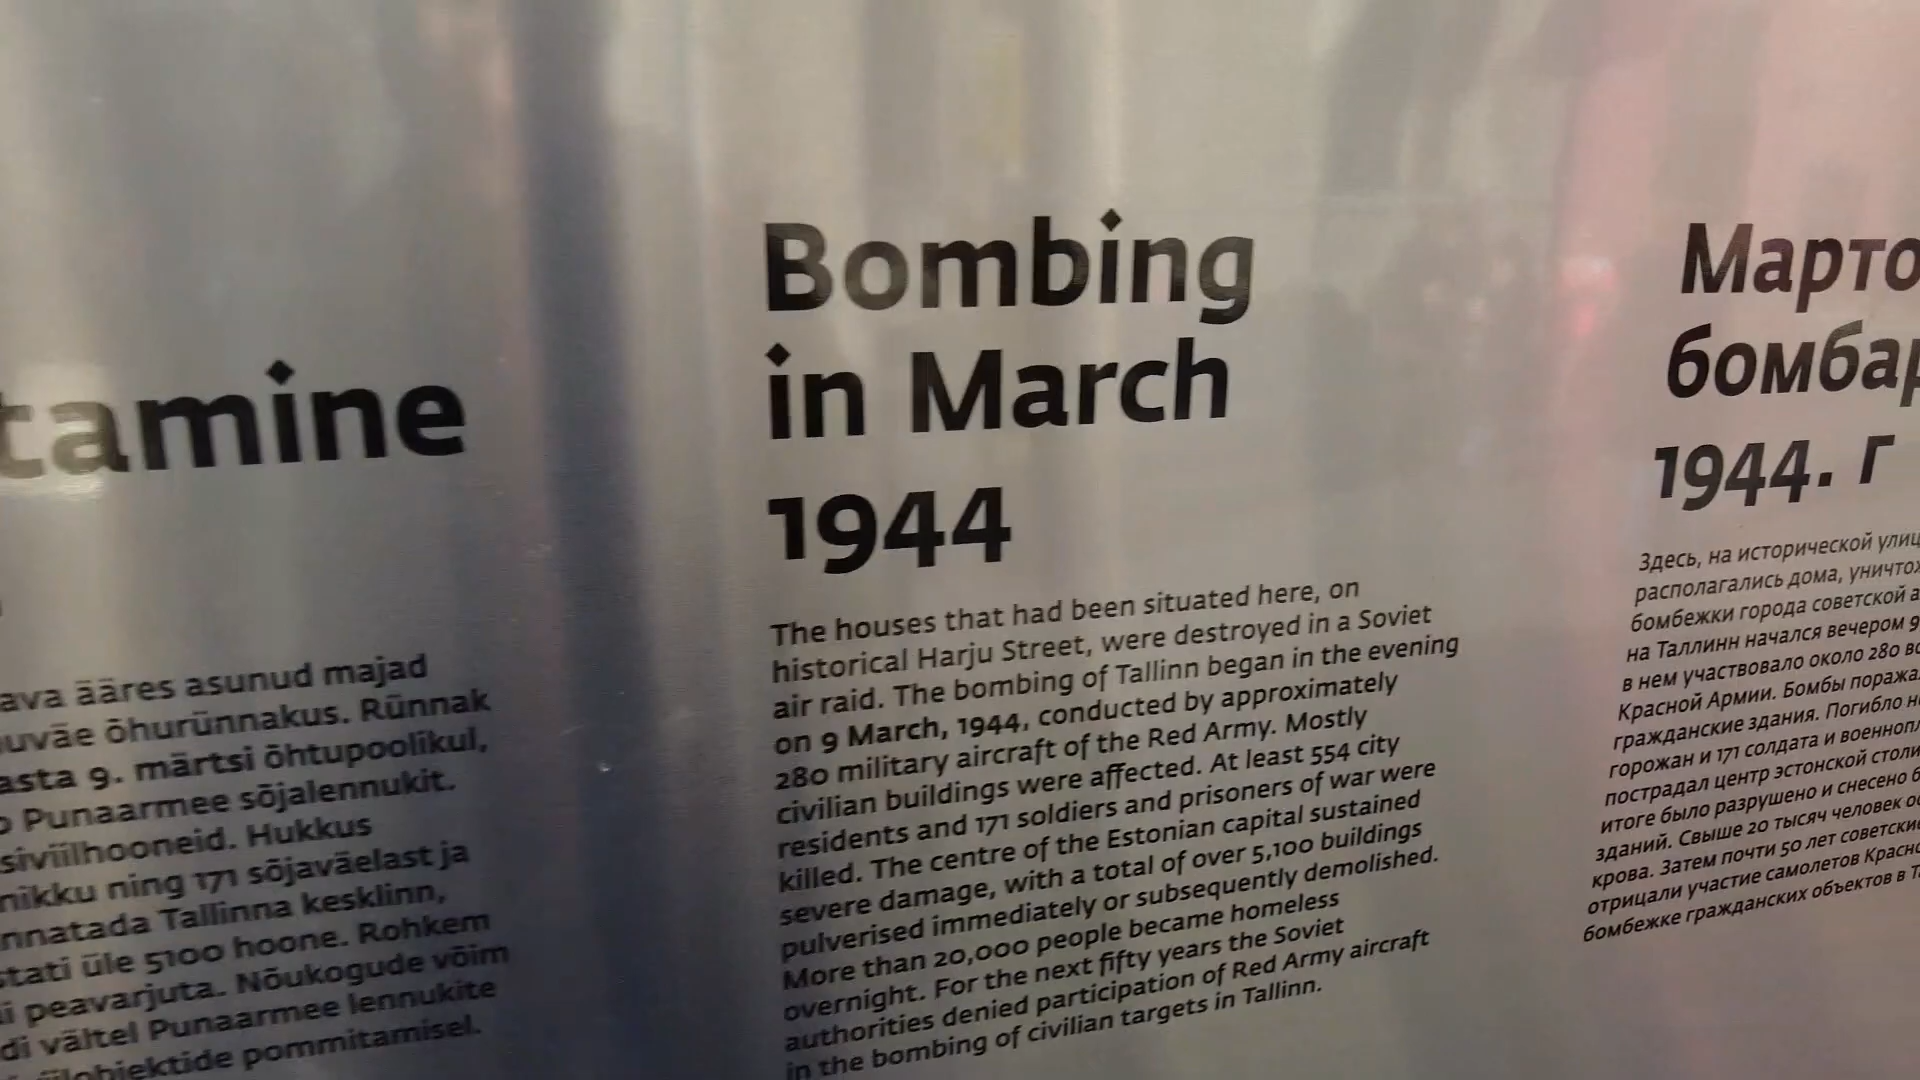 tamine
ääres asunud majad
õhurünnakus. Rünnak
9. märtsi õhtupoolikul,
Punaarmee sõjalennukit.
siviilhooneid. Hukkus
ning 171 sõjaväelast ja
Tallinna kesklinn,
üle 5100 hoone. Rohkem
peavarjuta. Nõukogude võim
vältel Punaarmee lennukite
pommitamisel.
Bombing
in March
1944
The houses that had been situated here, on
historical Harju Street, were destroyed in a Soviet
air raid. The bombing of Tallinn began in the evening
on 9 March, 1944, conducted by approximately
280 military aircraft of the Red Army. Mostly
civilian buildings were affected. At least 554 city
residents and 171 soldiers and prisoners of war were
killed. The centre of the Estonian capital sustained
severe damage, with a total of over 5,100 buildings
pulverised immediately or subsequently demolished.
More than 20,000 people became homeless
overnight. For the next fifty years the Soviet
authorities denied participation of Red Army aircraft
in the bombing of civilian targets in Tallinn.
Марто
бомбар
1944. г
Здесь, на исторической улиц
располагались дома, уничтож
бомбежки города советской а
на Таллинн начался вечером 9
в нем участвовало около 280 во
Красной Армии. Бомбы поража
гражданские здания. Погибло н
горожан и 171 солдата и военнопл
пострадал центр эстонской столи
итоге было разрушено и снесено б
зданий. Свыше 20 тысяч человек ос
крова. Затем почти 50 лет советские
отрицали участие самолетов Красно
бомбежке гражданских объектов в Та